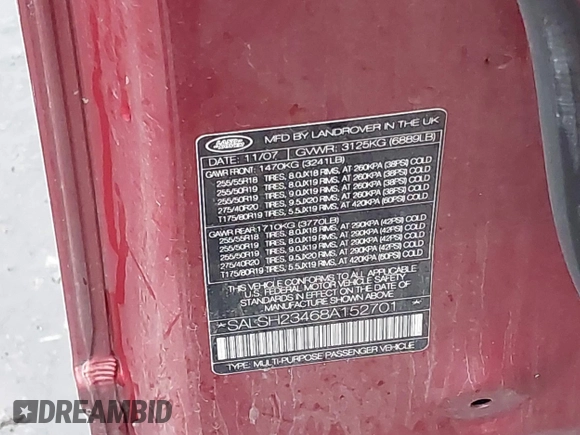 LAND ROVER
MFD BY LANDROVER IN THE UK
DATE: 11/07 GVWR: 3125KG (6889LB)
GAWR FRONT: 1470KG (3241LB)
255/55R18 TIRES, 8.0JX18 RIMS, AT 260KPA (38PSI) COLD
255/50R19 TIRES, 8.0JX19 RIMS, AT 260KPA (38PSI) COLD
255/50R19 TIRES, 9.0JX19 RIMS, AT 260KPA (38PSI) COLD
275/40R20 TIRES, 9.5JX20 RIMS, AT 260KPA (38PSI) COLD
T175/80R19 TIRES, 5.5JX19 RIMS, AT 420KPA (60PSI) COLD
GAWR REAR: 1710KG (3770LB)
255/55R18 TIRES, 8.0JX18 RIMS, AT 290KPA (42PSI) COLD
255/50R19 TIRES, 8.0JX19 RIMS, AT 290KPA (42PSI) COLD
255/50R19 TIRES, 9.0JX19 RIMS, AT 290KPA (42PSI) COLD
275/40R20 TIRES, 9.5JX20 RIMS, AT 290KPA (42PSI) COLD
T175/80R19 TIRES, 5.5JX19 RIMS, AT 420KPA (60PSI) COLD
THIS VEHICLE CONFORMS TO ALL APPLICABLE
U.S. FEDERAL MOTOR VEHICLE SAFETY
STANDARDS IN EFFECT ON THE DATE OF
MANUFACTURE SHOWN ABOVE.
*SALSH23468A152701*
TYPE: MULTI-PURPOSE PASSENGER VEHICLE
DREAMBID